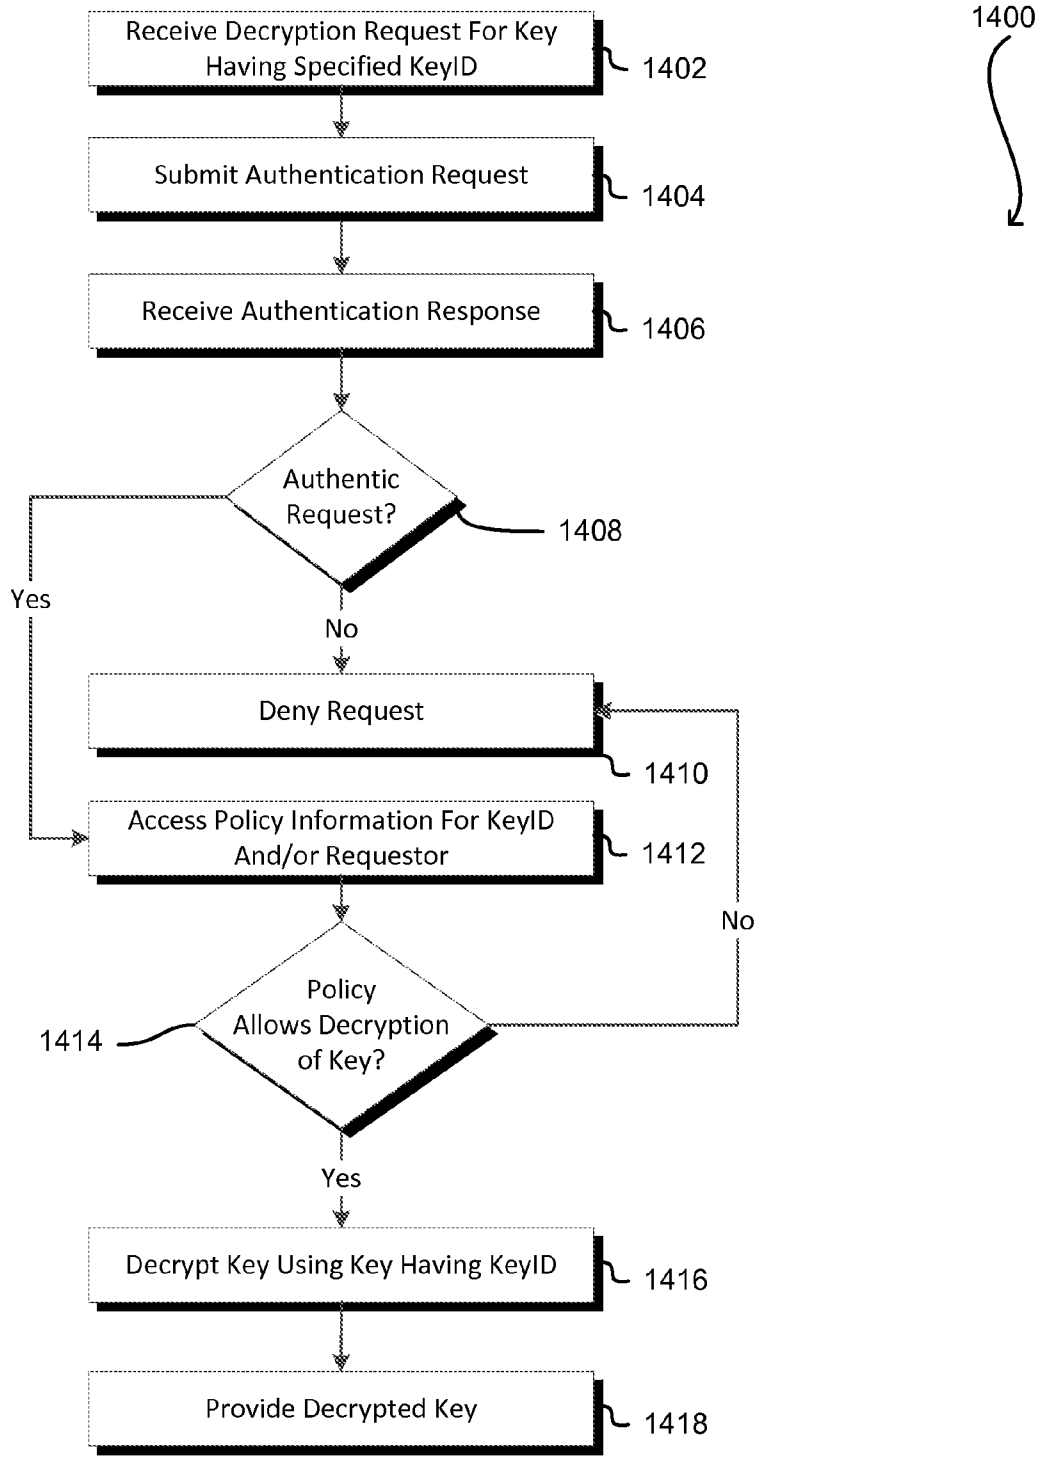 1400
Receive Decryption Request For Key
Having Specified KeyID
1402
Submit Authentication Request
1404
Receive Authentication Response
1406
Authentic
Request?
1408
Yes
No
Deny Request
1410
Access Policy Information For KeyID
And/or Requestor
1412
No
Policy
Allows Decryption
of Key?
1414
Yes
Decrypt Key Using Key Having KeyID
1416
Provide Decrypted Key
1418